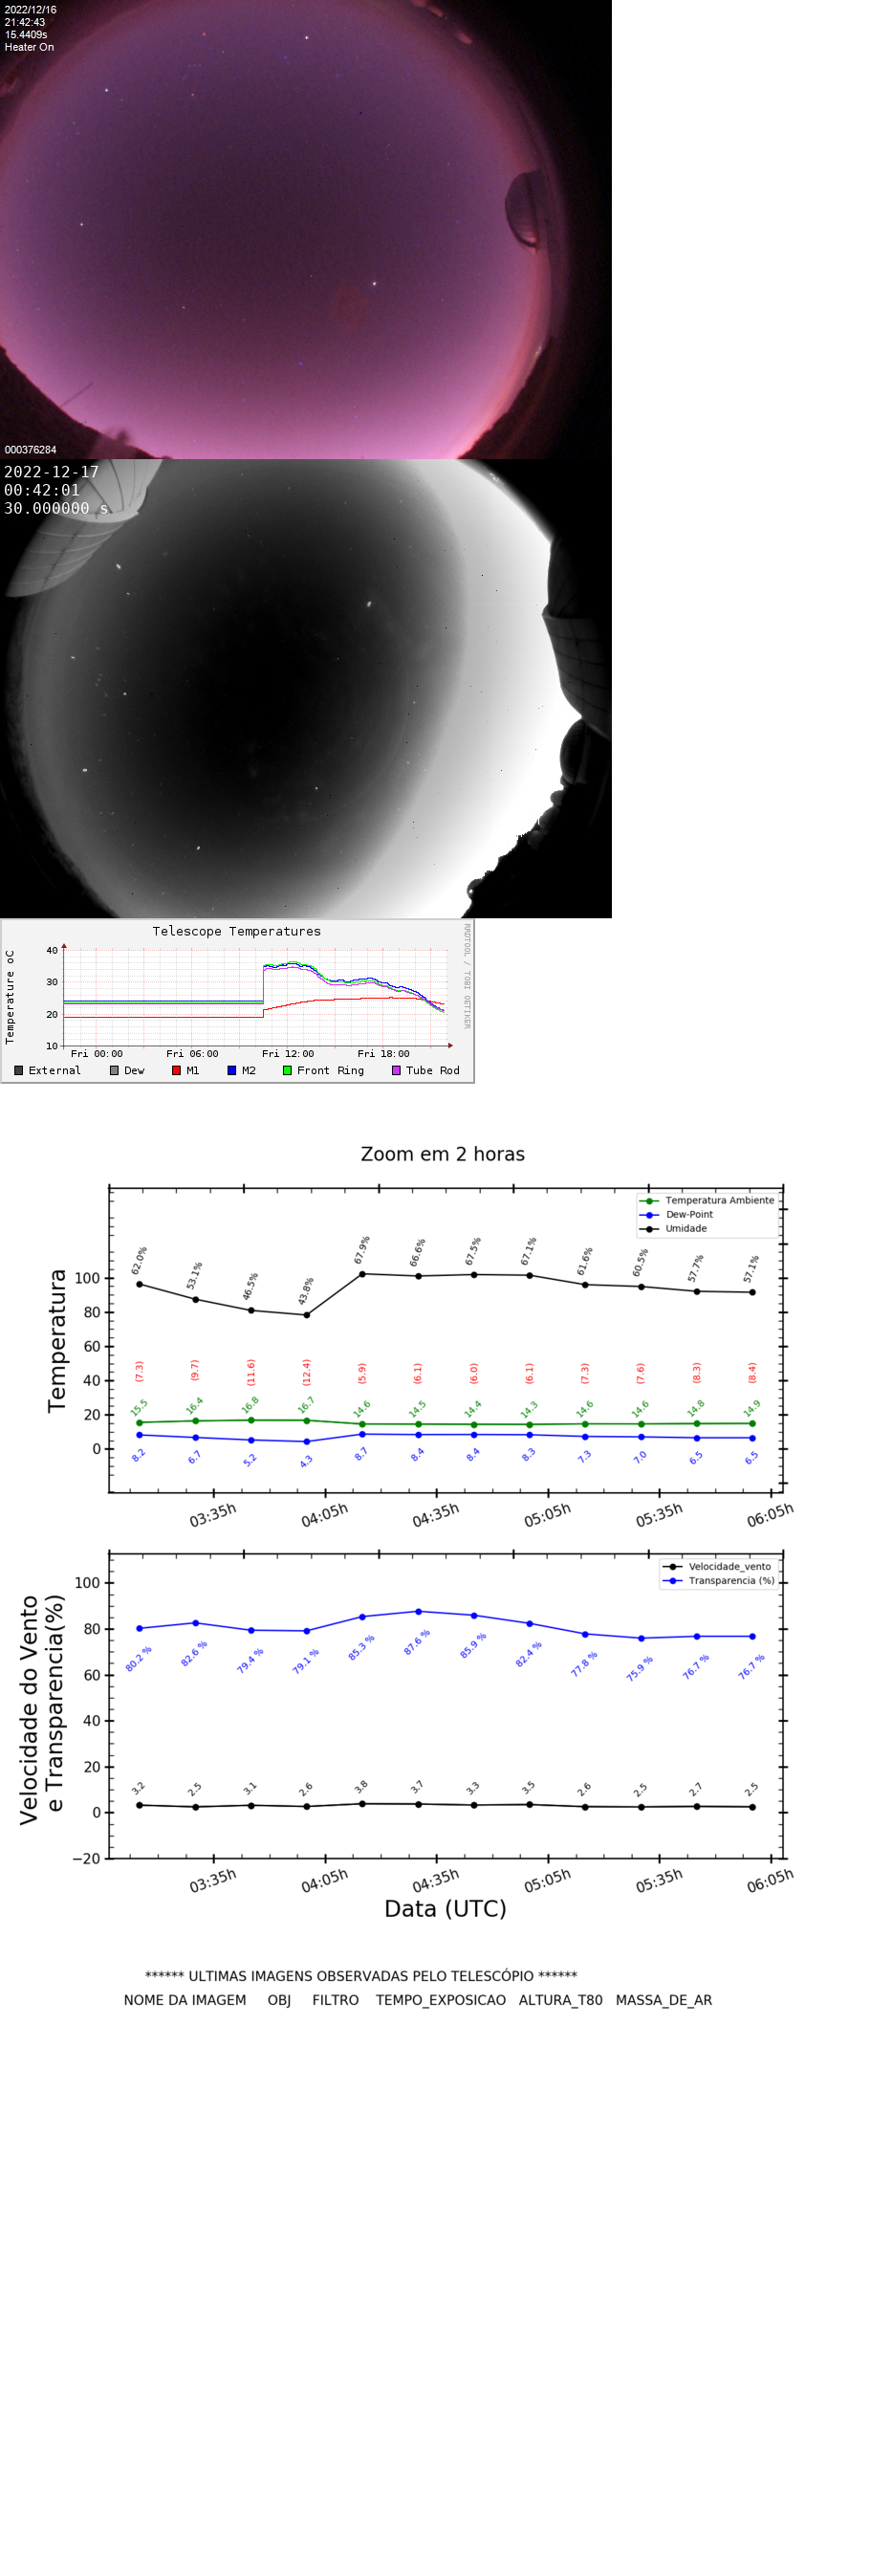 2022/12/16
21:42:43
15.4409s
Heater On
000376284
2022-12-17
00:42:01
30.000000 s
Telescope Temperatures
RRDTOOL / TOBI OETIKER
Temperature oC
40
30
20
10
Fri 00:00 Fri 06:00 Fri 12:00 Fri 18:00
External Dew M1 M2 Front Ring Tube Rod
Zoom em 2 horas
Temperatura Ambiente
Dew-Point
Umidade
Temperatura
100
80
60
40
20
0
62.0% 53.1% 46.5% 43.8% 67.9% 66.6% 67.5% 67.1% 61.6% 60.5% 57.7% 57.1%
(7.3) (9.7) (11.6) (12.4) (5.9) (6.1) (6.0) (6.1) (7.3) (7.6) (8.3) (8.4)
15.5 16.4 16.8 16.7 14.6 14.5 14.4 14.3 14.6 14.6 14.8 14.9
8.2 6.7 5.2 4.3 8.7 8.4 8.4 8.3 7.3 7.0 6.5 6.5
03:35h 04:05h 04:35h 05:05h 05:35h 06:05h
Velocidade_vento
Transparencia (%)
Velocidade do Vento
e Transparencia(%)
100
80
60
40
20
0
−20
80.2 % 82.6 % 79.4 % 79.1 % 85.3 % 87.6 % 85.9 % 82.4 % 77.8 % 75.9 % 76.7 % 76.7 %
3.2 2.5 3.1 2.6 3.8 3.7 3.3 3.5 2.6 2.5 2.7 2.5
03:35h 04:05h 04:35h 05:05h 05:35h 06:05h
Data (UTC)
****** ULTIMAS IMAGENS OBSERVADAS PELO TELESCÓPIO ******
NOME DA IMAGEM OBJ FILTRO TEMPO_EXPOSICAO ALTURA_T80 MASSA_DE_AR